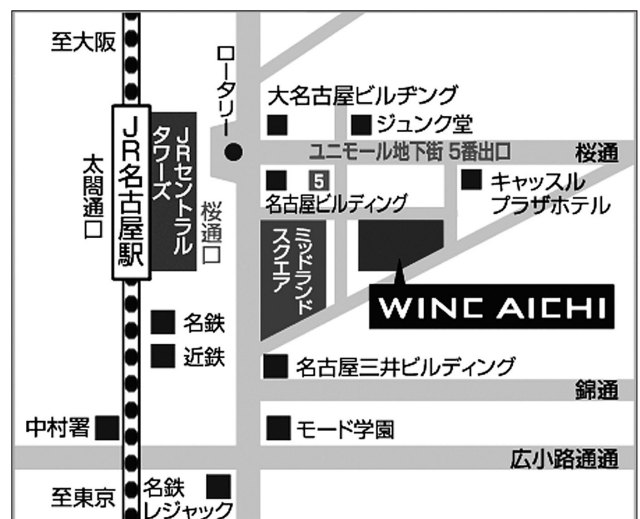 至大阪
ロータリー
大名古屋ビルヂング
ジュンク堂
ユニモール地下街 5番出口
桜通
JR名古屋駅
JRセントラル
タワーズ
太閤通口
桜通口
5
名古屋ビルディング
キャッスル
プラザホテル
ミッドランド
スクエア
WINC AICHI
名鉄
近鉄
名古屋三井ビルディング
錦通
中村署
モード学園
広小路通通
至東京
名鉄
レジャック